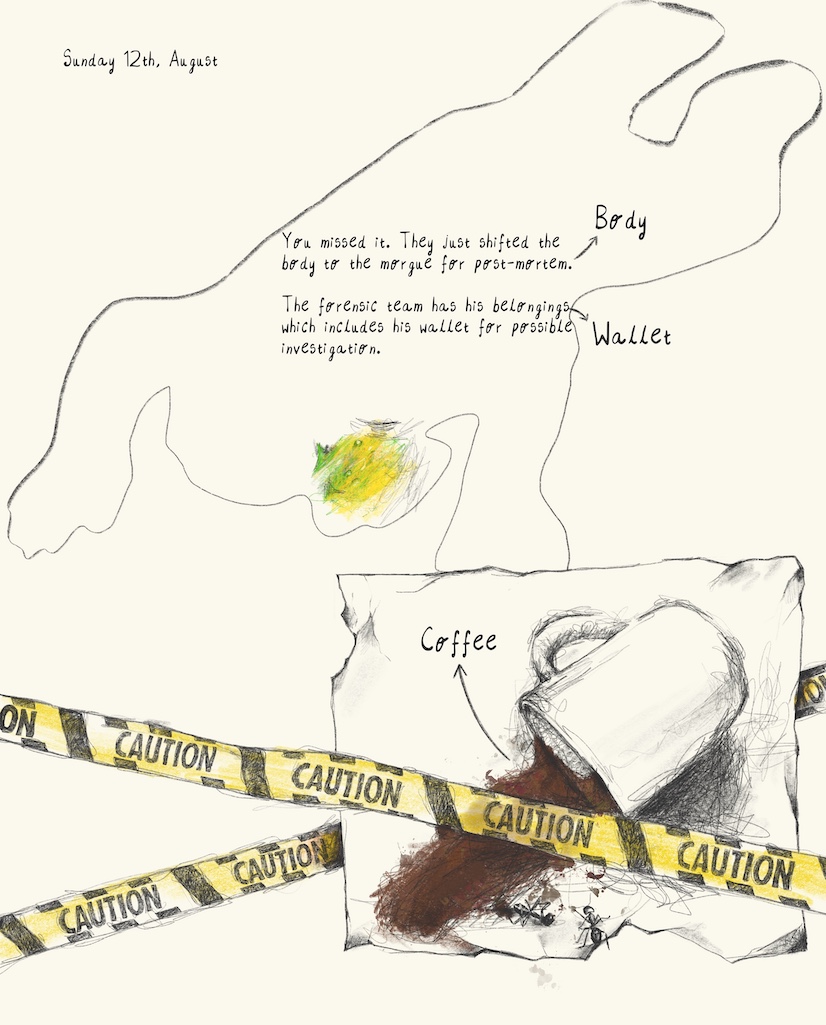 Sunday 12th, August
Body
You missed it. They just shifted the
body to the morgue for post-mortem.
The forensic team has his belongings
which includes his wallet for possible
investigation.
Wallet
Coffee
ON
CAUTION
CAUTION
CAUTION
CAUTION
CAUTION
CAUTION